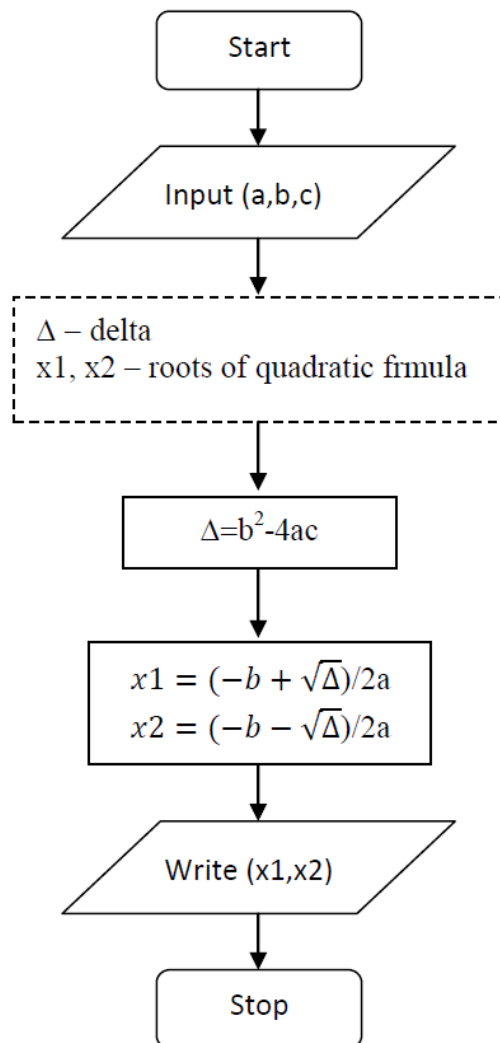 Start
Input (a,b,c)
Δ – delta
x1, x2 – roots of quadratic frmula
Δ=b²-4ac
x1 = (−b + √Δ)/2a
x2 = (−b − √Δ)/2a
Write (x1,x2)
Stop